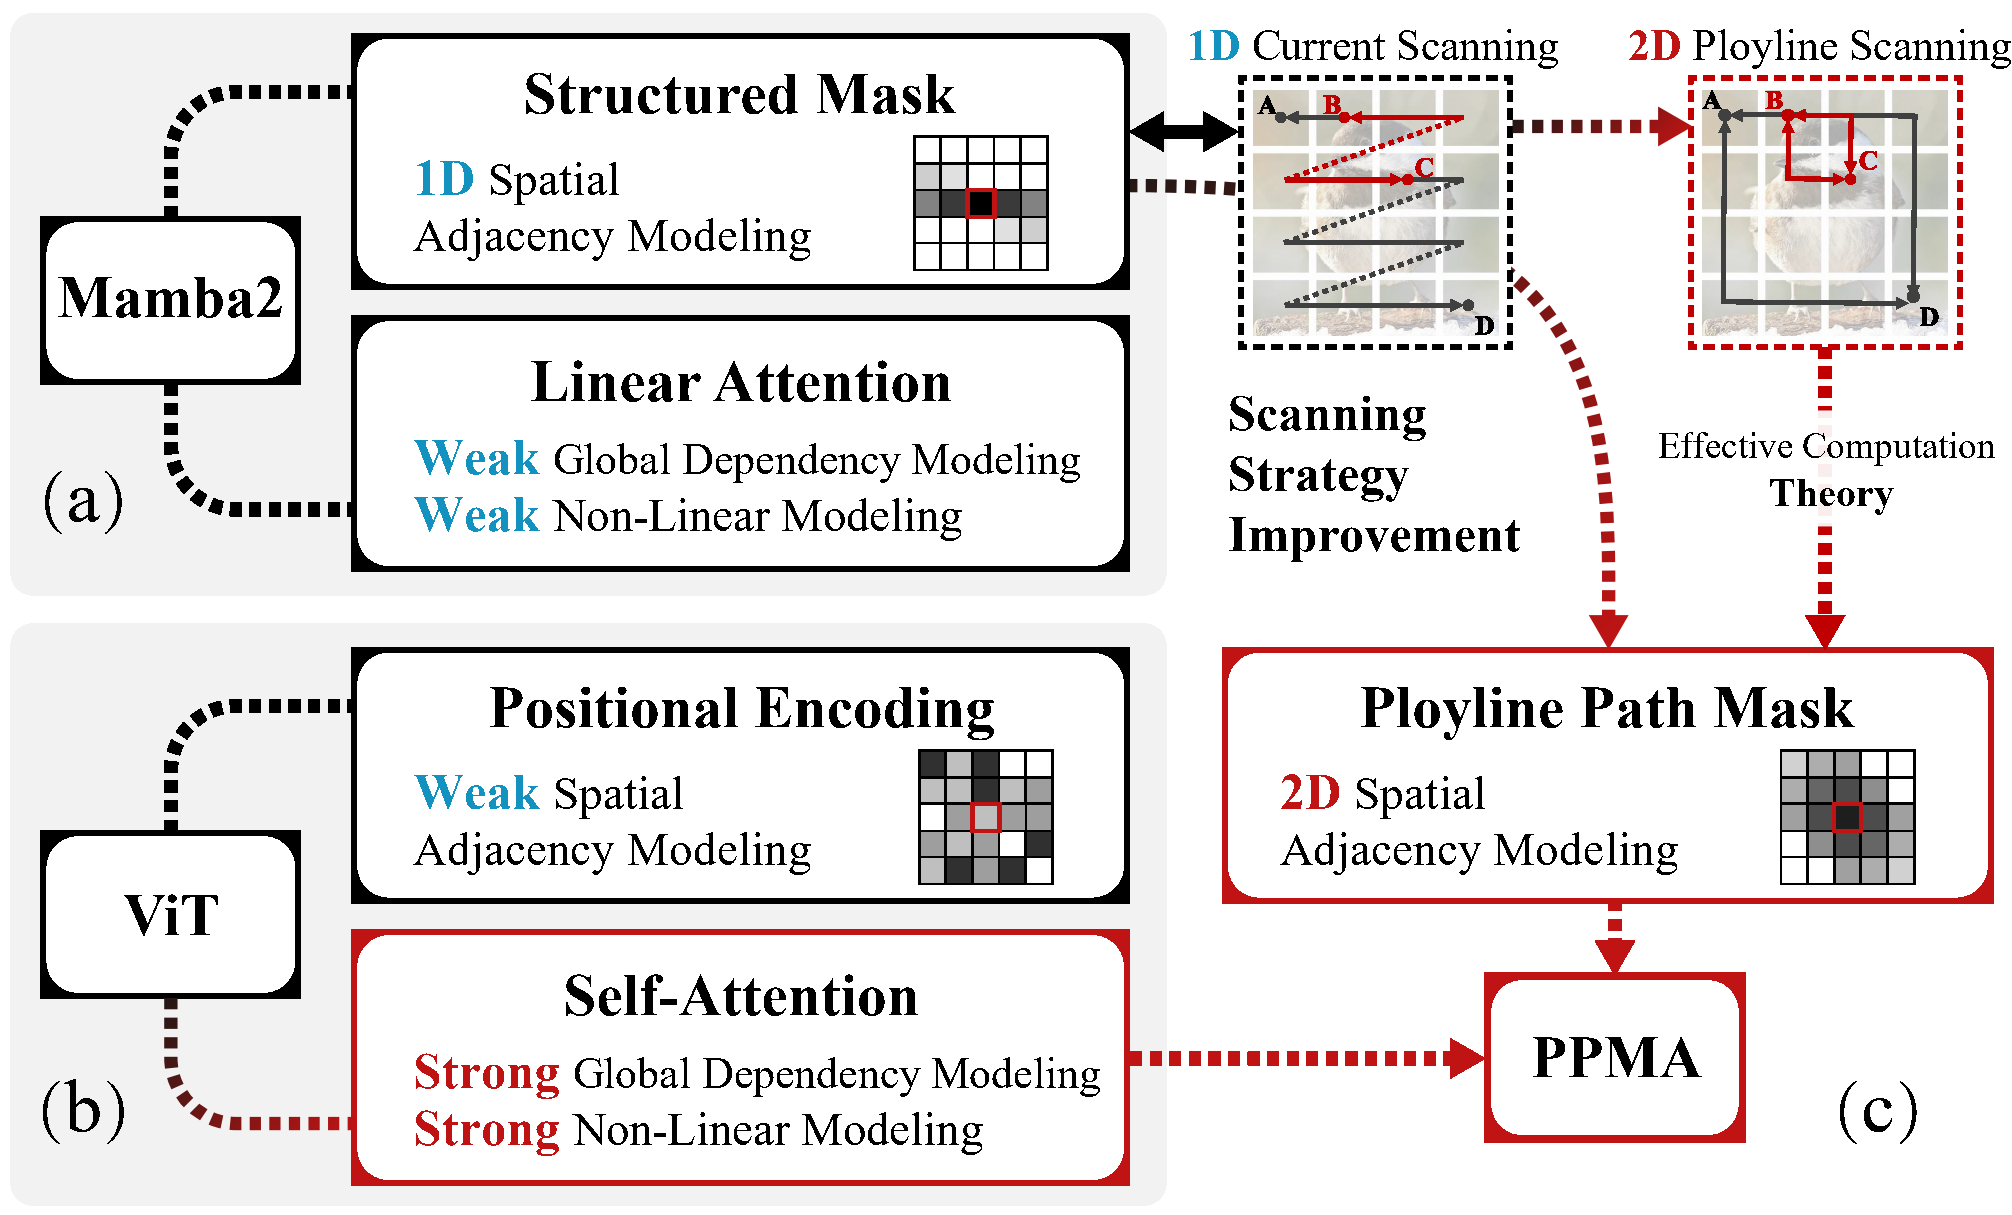 Structured Mask
1D Spatial
Adjacency Modeling
Mamba2
Linear Attention
Weak Global Dependency Modeling
Weak Non-Linear Modeling
(a)
1D Current Scanning
A
B
C
D
2D Ployline Scanning
A
B
C
D
Scanning
Strategy
Improvement
Effective Computation
Theory
Positional Encoding
Weak Spatial
Adjacency Modeling
ViT
Self-Attention
Strong Global Dependency Modeling
Strong Non-Linear Modeling
(b)
Ployline Path Mask
2D Spatial
Adjacency Modeling
PPMA
(c)